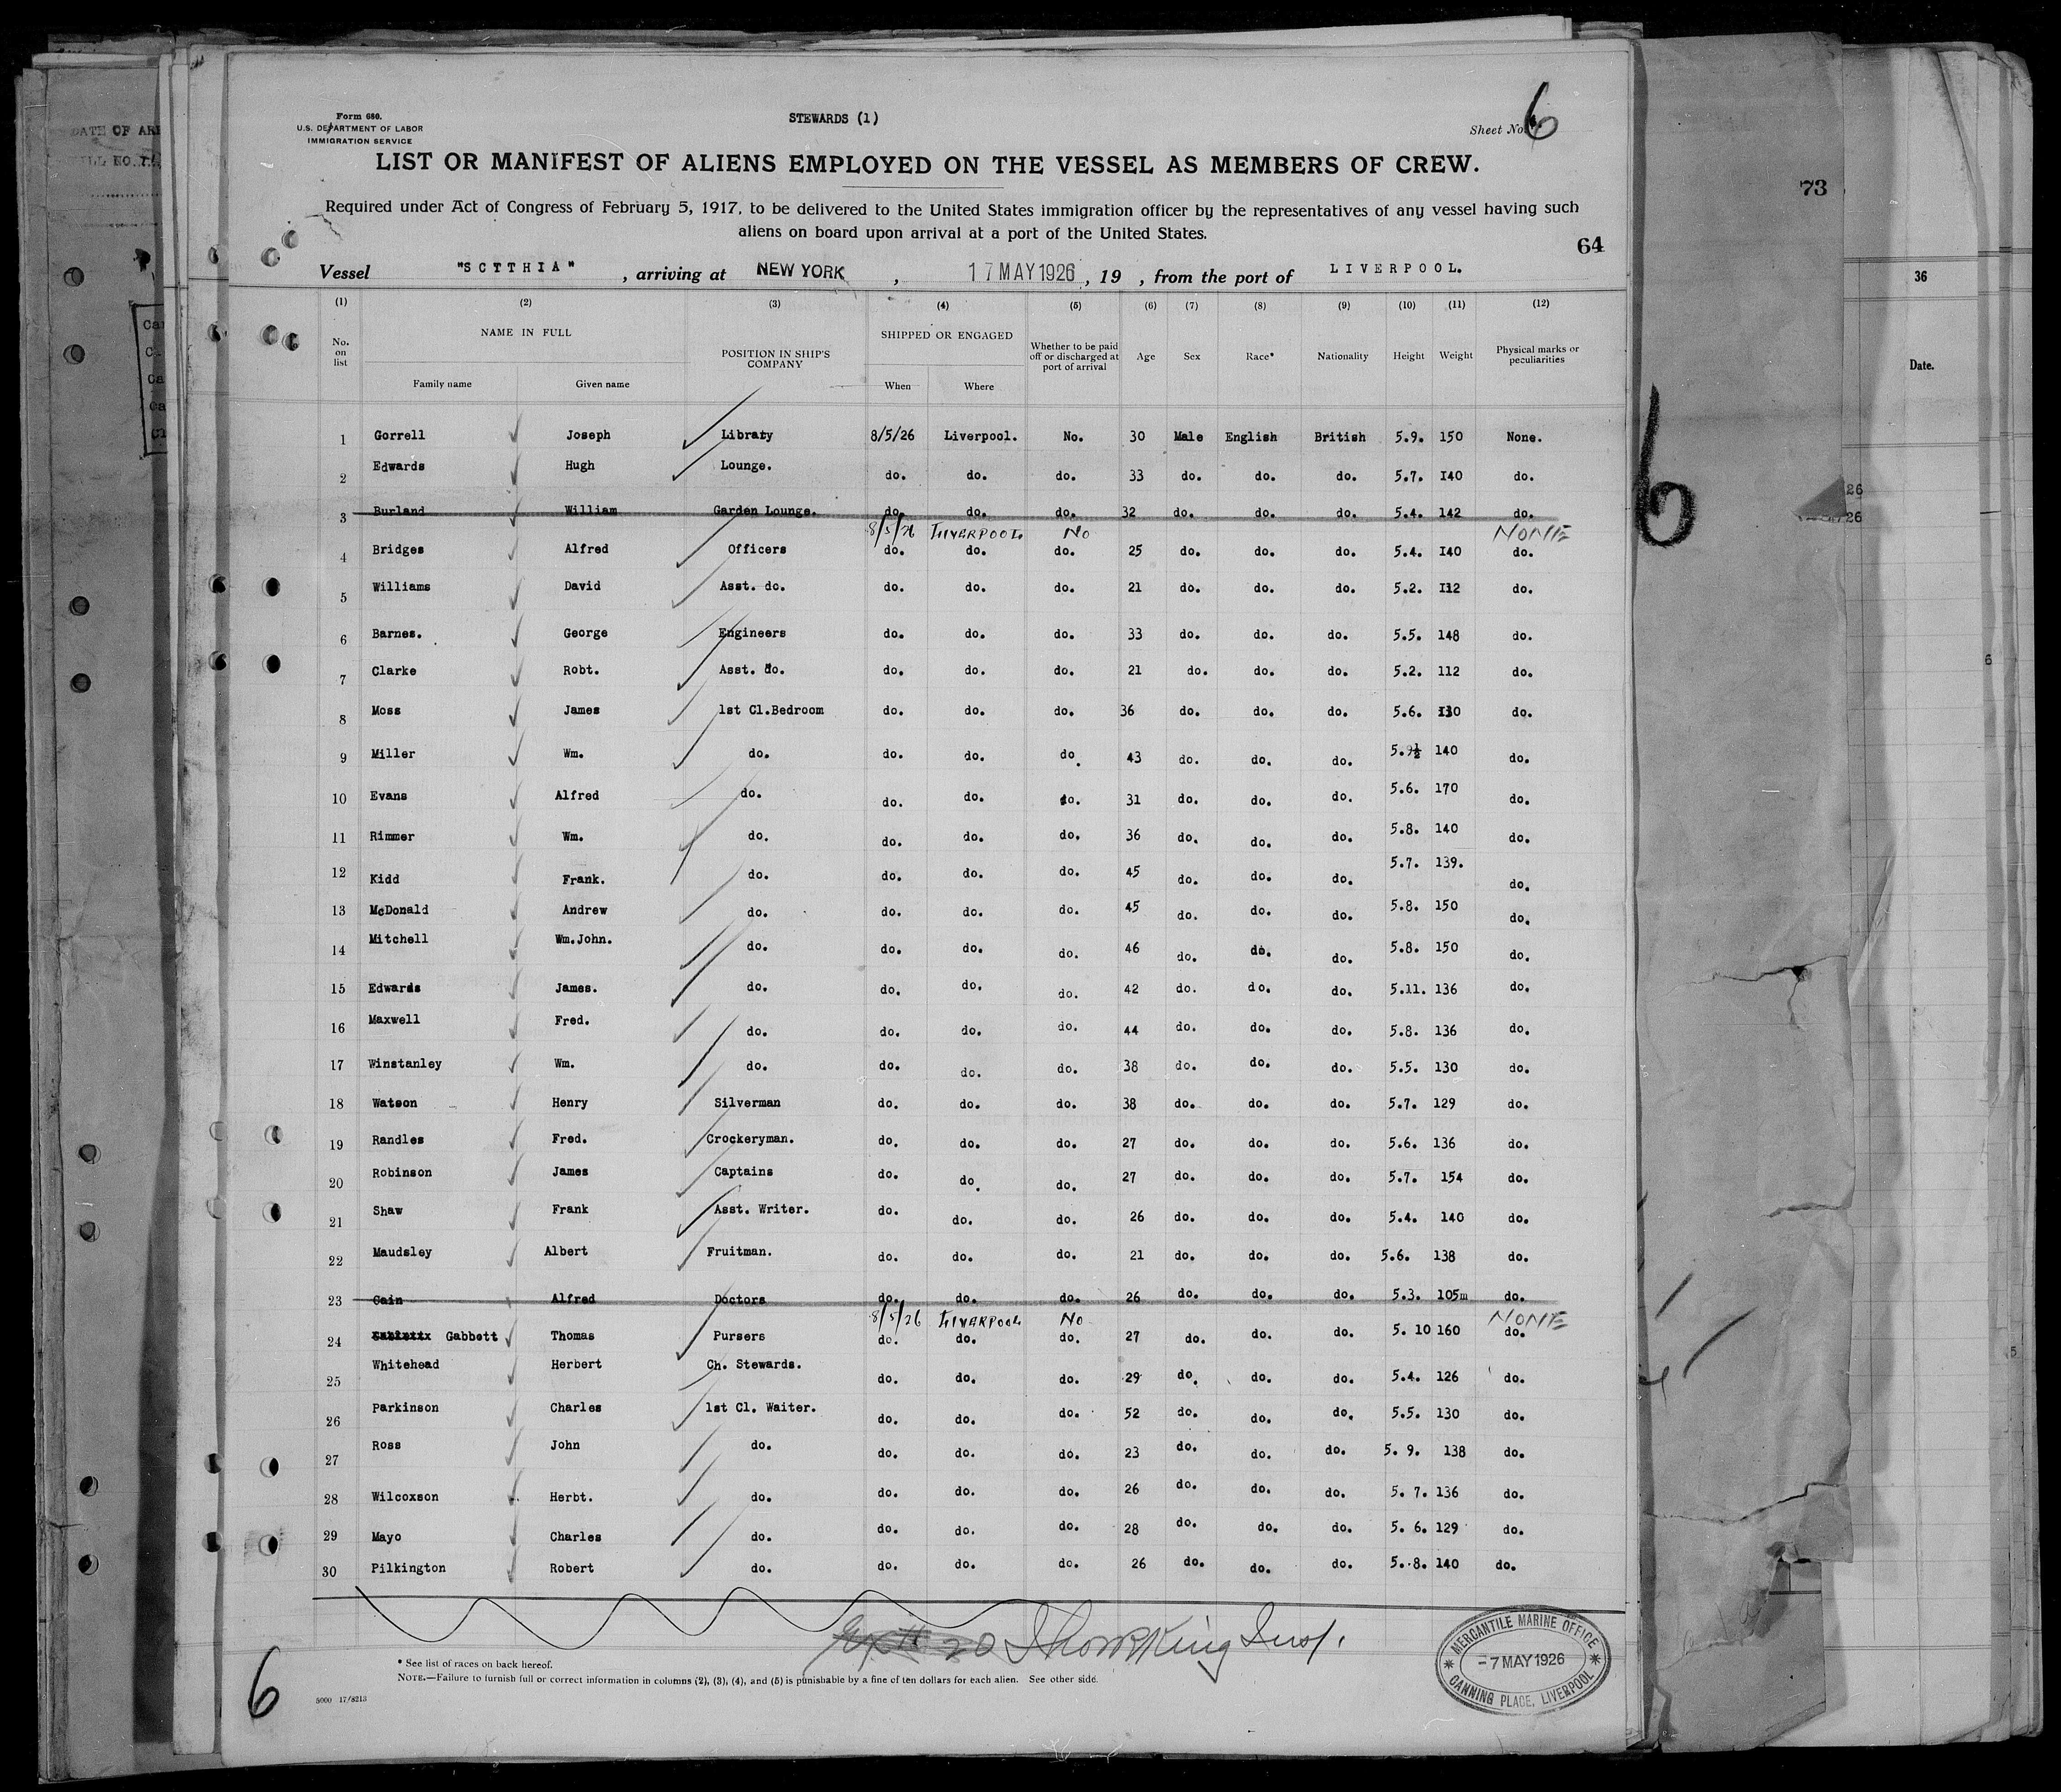 Form 680.
U.S. DEPARTMENT OF LABOR
IMMIGRATION SERVICE
STEWARDS (1)
Sheet No. 6
LIST OR MANIFEST OF ALIENS EMPLOYED ON THE VESSEL AS MEMBERS OF CREW.
Required under Act of Congress of February 5, 1917, to be delivered to the United States immigration officer by the representatives of any vessel having such
aliens on board upon arrival at a port of the United States.
64
73
Vessel "SCTTHIA", arriving at NEW YORK, 17 MAY 1926, 19 , from the port of LIVERPOOL.
(1) (2) (3) (4) (5) (6) (7) (8) (9) (10) (11) (12)
No. on list NAME IN FULL Family name Given name POSITION IN SHIP'S COMPANY SHIPPED OR ENGAGED When Where Whether to be paid off or discharged at port of arrival Age Sex Race* Nationality Height Weight Physical marks or peculiarities
1 Gorrell Joseph Library 8/5/26 Liverpool. No. 30 Male English British 5.9. 150 None.
2 Edwards Hugh Lounge. do. do. do. 33 do. do. do. 5.7. 140 do.
3 Burland William Garden Lounge. do. do. do. 32 do. do. do. 5.4. 142 do.
8/5/26 LIVERPOOL No NONE
4 Bridges Alfred Officers do. do. do. 25 do. do. do. 5.4. 140 do.
5 Williams David Asst. do. do. do. do. 21 do. do. do. 5.2. 112 do.
6 Barnes. George Engineers do. do. do. 33 do. do. do. 5.5. 148 do.
7 Clarke Robt. Asst. do. do. do. do. 21 do. do. do. 5.2. 112 do.
8 Moss James 1st Cl.Bedroom do. do. do. 36 do. do. do. 5.6. 130 do.
9 Miller Wm. do. do. do. do. 43 do. do. do. 5.9½ 140 do.
10 Evans Alfred do. do. do. do. 31 do. do. do. 5.6. 170 do.
11 Rimmer Wm. do. do. do. do. 36 do. do. do. 5.8. 140 do.
12 Kidd Frank. do. do. do. do. 45 do. do. do. 5.7. 139. do.
13 McDonald Andrew do. do. do. do. 45 do. do. do. 5.8. 150 do.
14 Mitchell Wm.John. do. do. do. do. 46 do. do. do. 5.8. 150 do.
15 Edwards James. do. do. do. do. 42 do. do. do. 5.11. 136 do.
16 Maxwell Fred. do. do. do. do. 44 do. do. do. 5.8. 136 do.
17 Winstanley Wm. do. do. do. do. 38 do. do. do. 5.5. 130 do.
18 Watson Henry Silverman do. do. do. 38 do. do. do. 5.7. 129 do.
19 Randles Fred. Crockeryman. do. do. do. 27 do. do. do. 5.6. 136 do.
20 Robinson James Captains do. do. do. 27 do. do. do. 5.7. 154 do.
21 Shaw Frank Asst. Writer. do. do. do. 26 do. do. do. 5.4. 140 do.
22 Maudsley Albert Fruitman. do. do. do. 21 do. do. do. 5.6. 138 do.
23 Cain Alfred Doctors do. do. do. 26 do. do. do. 5.3. 105m do.
8/5/26 LIVERPOOL No NONE
24 Gabbett Thomas Pursers do. do. do. 27 do. do. do. 5. 10 160 do.
25 Whitehead Herbert Ch. Stewards. do. do. do. 29 do. do. do. 5.4. 126 do.
26 Parkinson Charles 1st Cl. Waiter. do. do. do. 52 do. do. do. 5.5. 130 do.
27 Ross John do. do. do. do. 23 do. do. do. 5. 9. 138 do.
28 Wilcoxson Herbt. do. do. do. do. 26 do. do. do. 5. 7. 136 do.
29 Mayo Charles do. do. do. do. 28 do. do. do. 5. 6. 129 do.
30 Pilkington Robert do. do. do. do. 26 do. do. do. 5. 8. 140 do.
* See list of races on back hereof.
NOTE.—Failure to furnish full or correct information in columns (2), (3), (4), and (5) is punishable by a fine of ten dollars for each alien. See other side.
5000 17/8213
6
MERCANTILE MARINE OFFICE
-7 MAY 1926
CANNING PLACE, LIVERPOOL
6
36
Date.